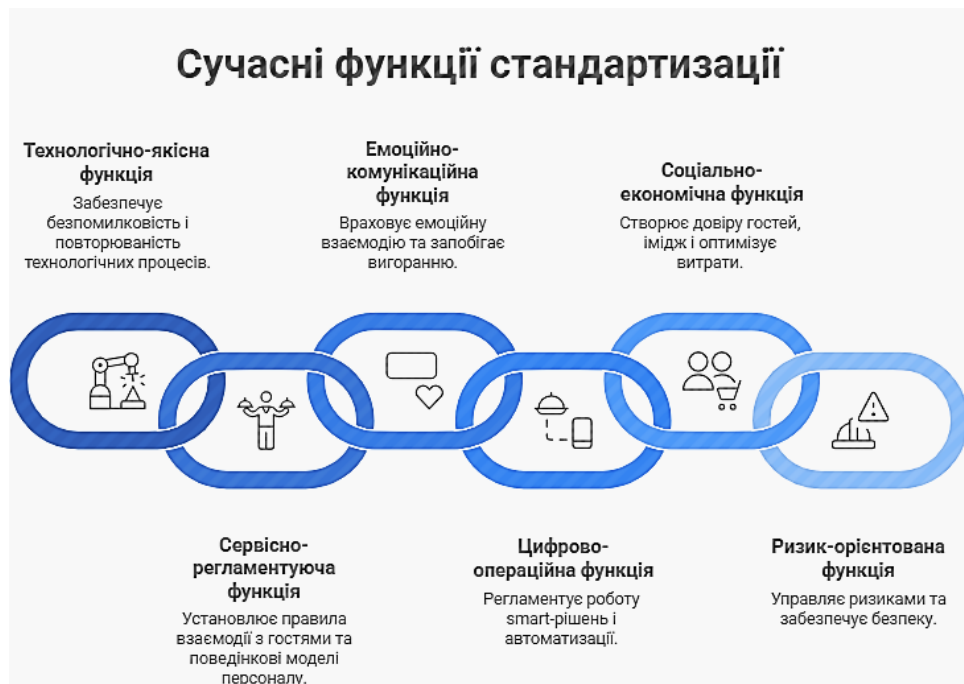 Сучасні функції стандартизації
Технологічно-якісна
функція
Забезпечує
безпомилковість і
повторюваність
технологічних процесів.
Емоційно-
комунікаційна
функція
Враховує емоційну
взаємодію та запобігає
вигоранню.
Соціально-
економічна функція
Створює довіру гостей,
імідж і оптимізує
витрати.
Сервісно-
регламентуюча
функція
Установлює правила
взаємодії з гостями та
поведінкові моделі
персоналу.
Цифрово-
операційна функція
Регламентує роботу
smart-рішень і
автоматизації.
Ризик-орієнтована
функція
Управляє ризиками та
забезпечує безпеку.